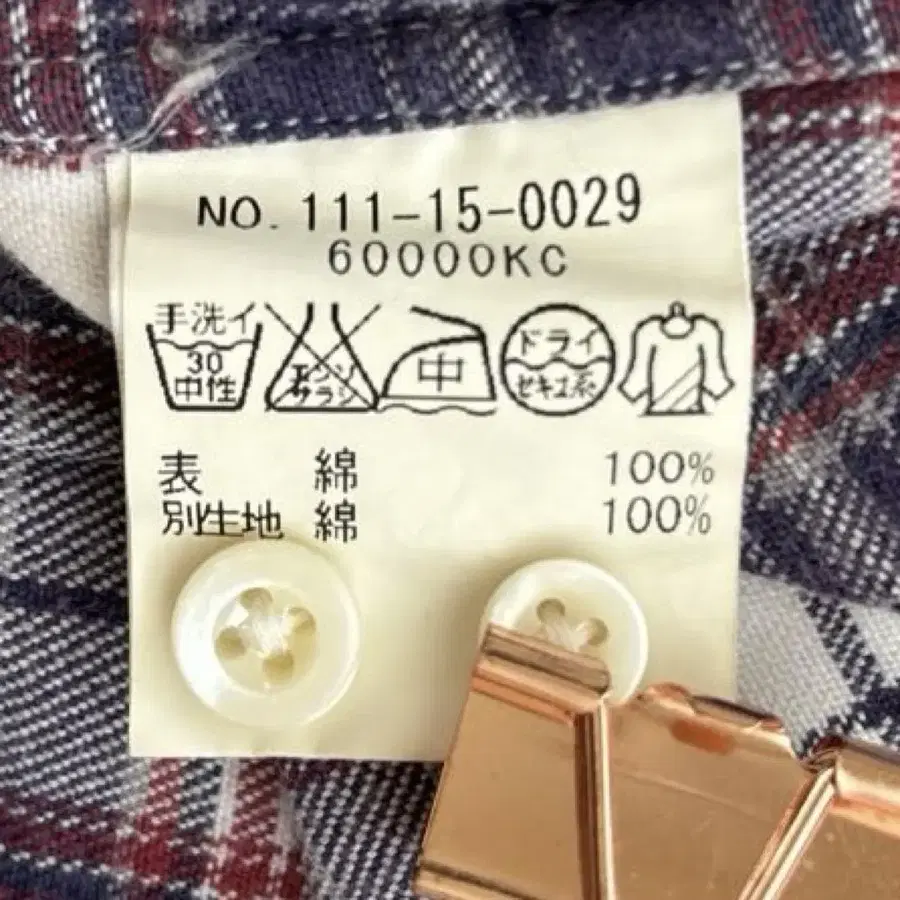 NO. 111-15-0029
60000KC
手洗イ
30
中性
エンソ
サラシ
中
ドライ
セキユ系
表 綿 100%
別生地 綿 100%